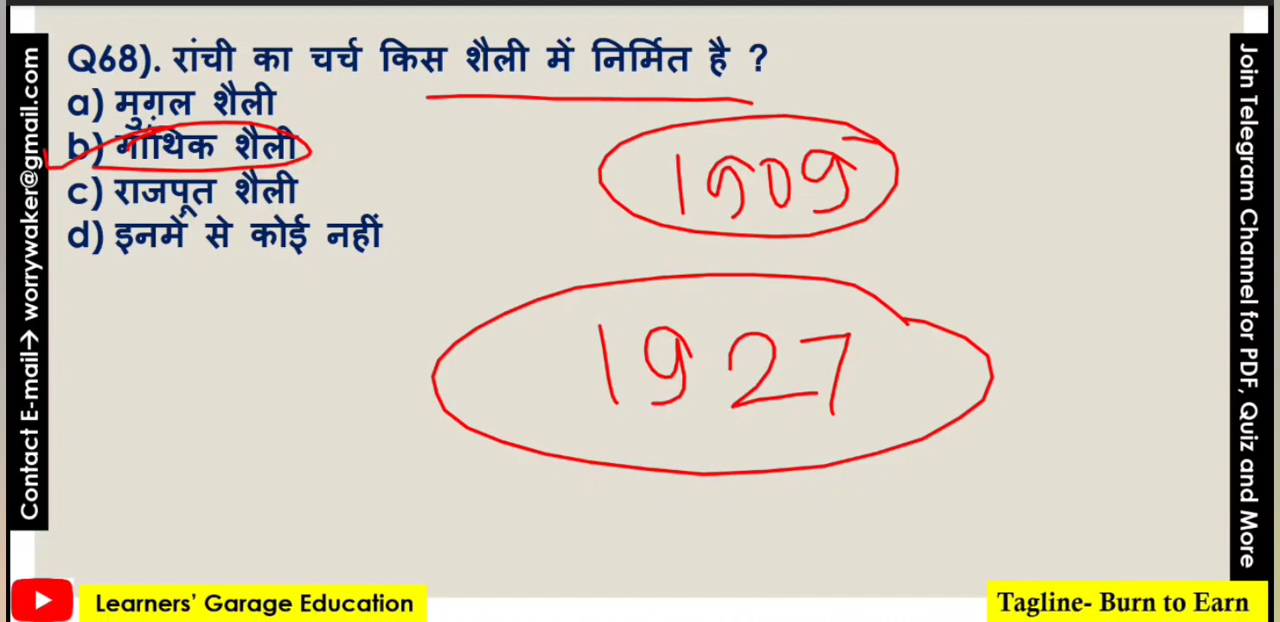 Q68). रांची का चर्च किस शैली में निर्मित है ?
a) मुगल शैली
b) गाॅथिक शैली
c) राजपूत शैली
d) इनमें से कोई नहीं
1909
1927
Contact E-mail→ worrywaker@gmail.com
Join Telegram Channel for PDF, Quiz and More
Learners’ Garage Education
Tagline- Burn to Earn